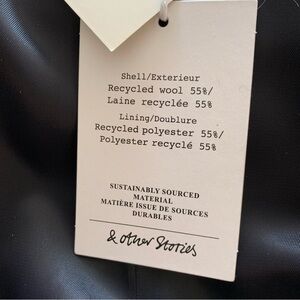 Shell/Exterieur
Recycled wool 55%/
Laine recyclée 55%
Lining/Doublure
Recycled polyester 55%/
Polyester recyclé 55%
SUSTAINABLY SOURCED
MATERIAL
MATIÈRE ISSUE DE SOURCES
DURABLES
& other Stories